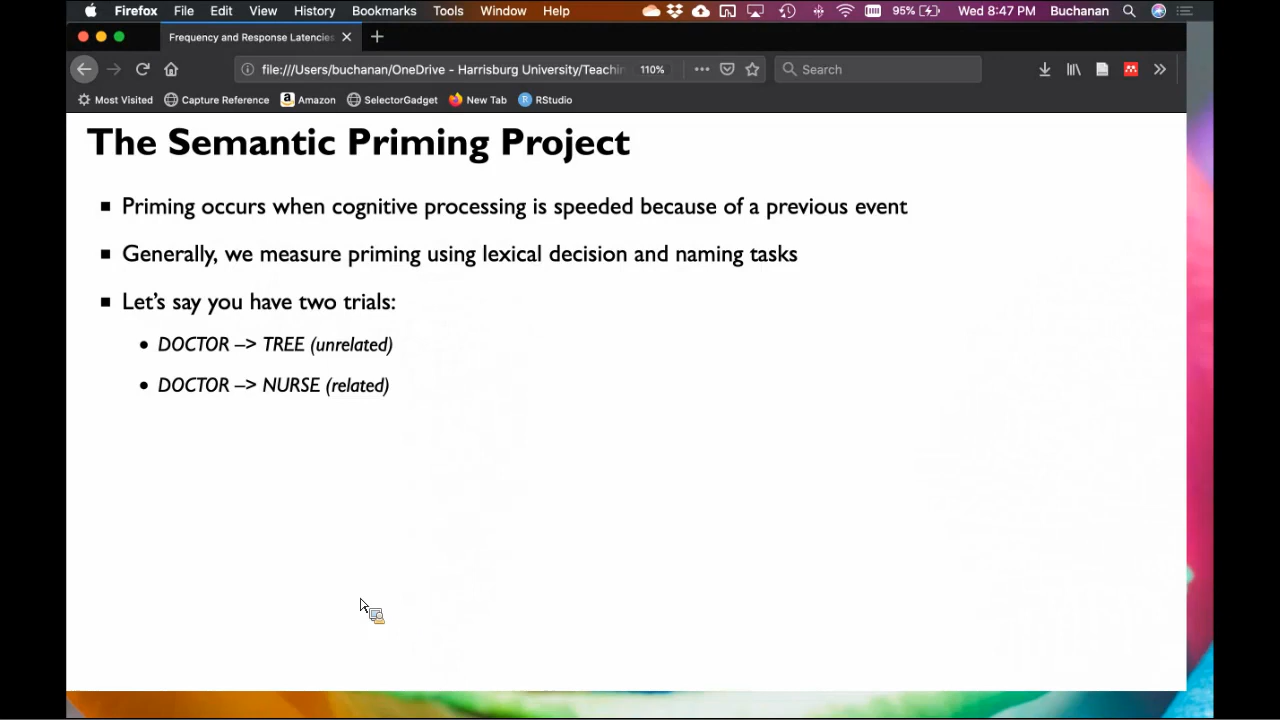 Firefox File Edit View History Bookmarks Tools Window Help 95% Wed 8:47 PM Buchanan
Frequency and Response Latencies
file:///Users/buchanan/OneDrive - Harrisburg University/Teachin 110% Search
Most Visited Capture Reference Amazon SelectorGadget New Tab RStudio
The Semantic Priming Project
Priming occurs when cognitive processing is speeded because of a previous event
Generally, we measure priming using lexical decision and naming tasks
Let’s say you have two trials:
DOCTOR –> TREE (unrelated)
DOCTOR –> NURSE (related)